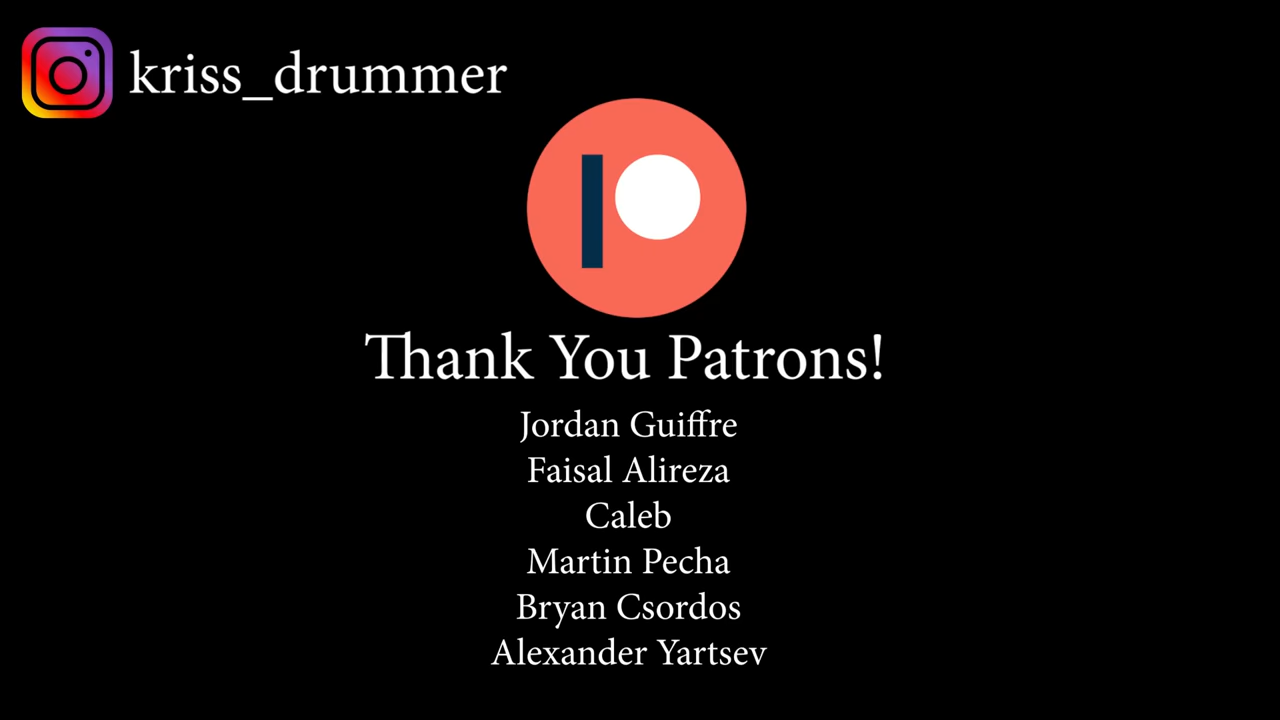 kriss_drummer
Thank You Patrons!
Jordan Guiffre
Faisal Alireza
Caleb
Martin Pecha
Bryan Csordos
Alexander Yartsev